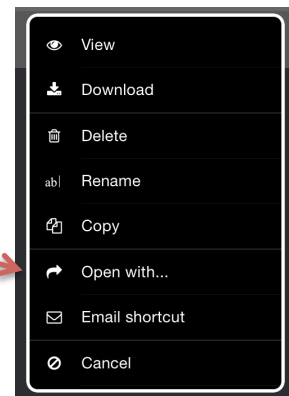 View
Download
Delete
ab| Rename
Copy
Open with...
Email shortcut
Cancel